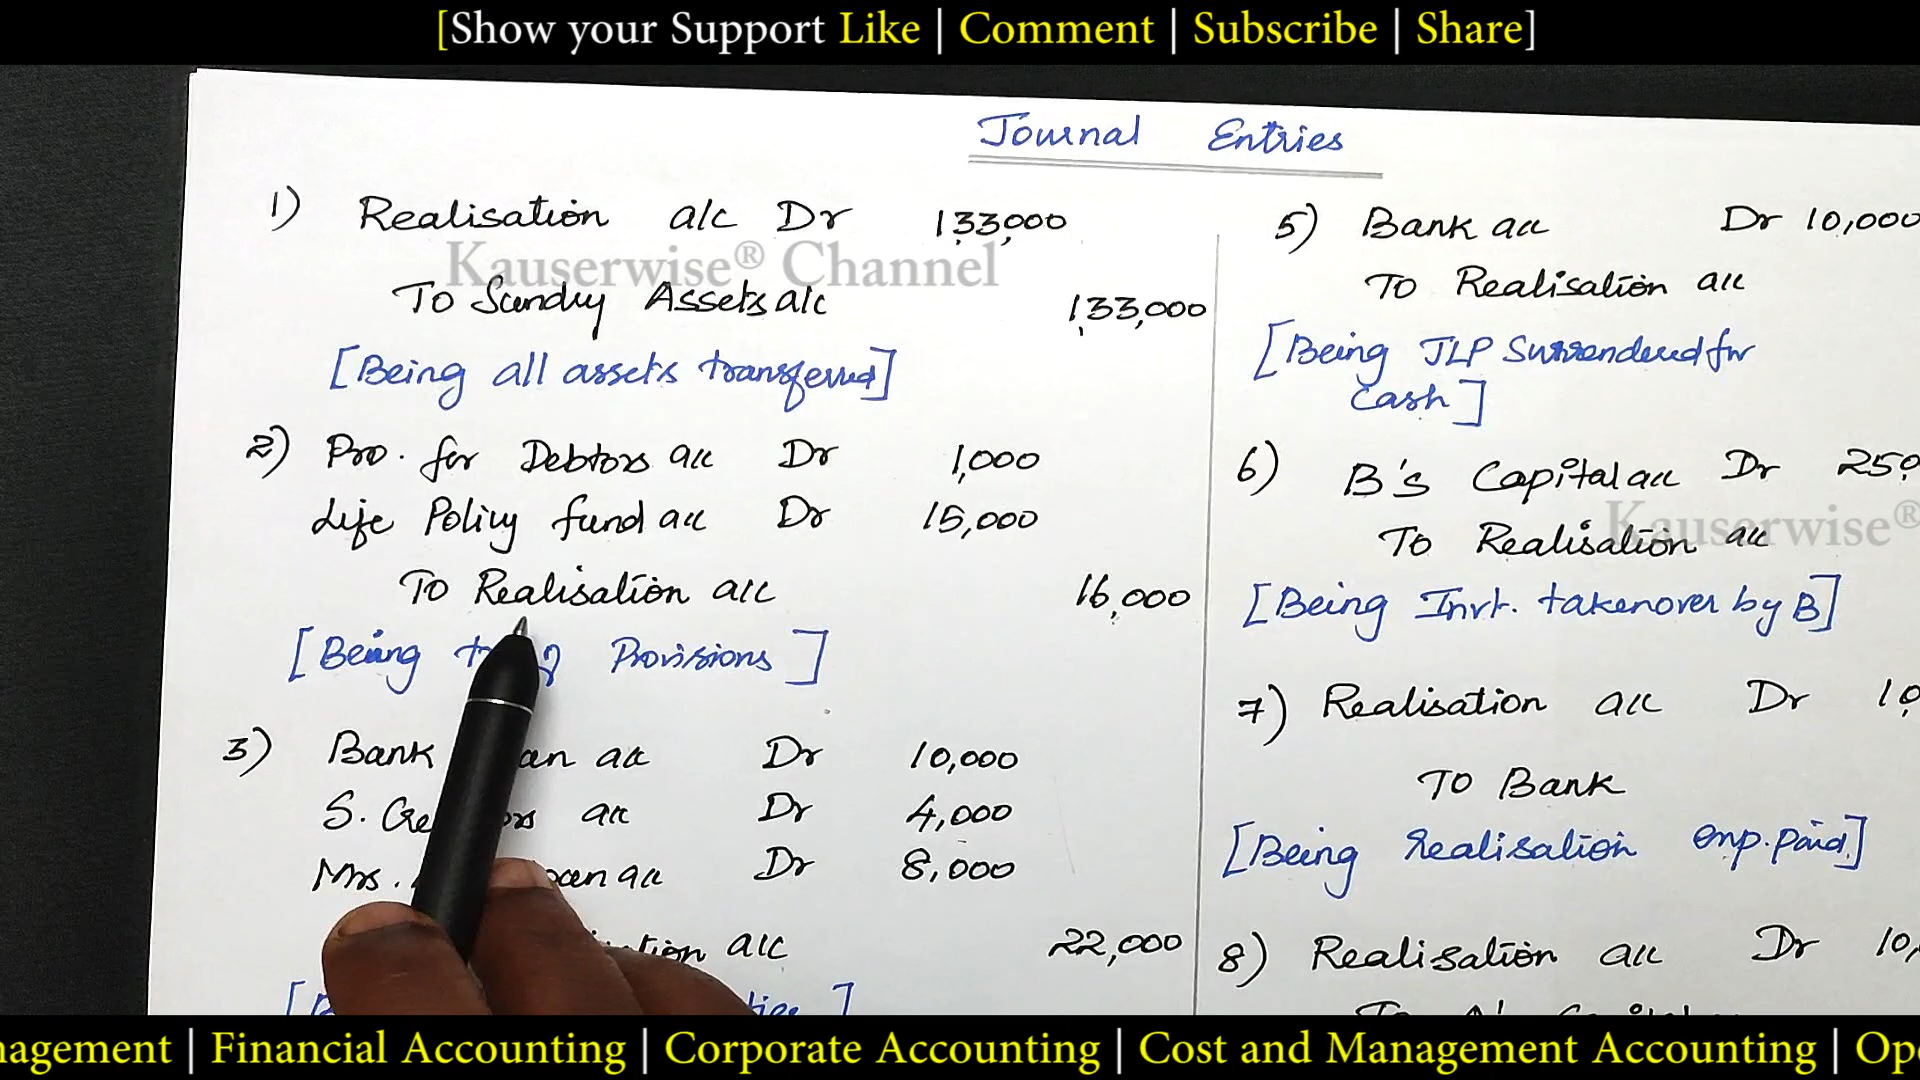 [Show your Support Like | Comment | Subscribe | Share]
Journal Entries
1) Realisation a/c Dr 1,33,000
Kauserwise® Channel
To Sundry Assets a/c 1,33,000
[Being all assets transferred]
2) Pro. for Debtors a/c Dr 1,000
Life Policy fund a/c Dr 15,000
To Realisation a/c 16,000
[Being Provisions]
3) Bank a/c Dr 10,000
S. a/c Dr 4,000
Mrs. a/c Dr 8,000
a/c 22,000
5) Bank a/c Dr 10,000
To Realisation a/c
[Being JLP Surrendered for
Cash]
6) B's Capital a/c Dr
Kauserwise®
To Realisation a/c
[Being Invt. takenover by B]
7) Realisation a/c Dr
To Bank
[Being realisation exp. paid]
8) Realisation a/c Dr
| Financial Accounting | Corporate Accounting | Cost and Management Accounting |